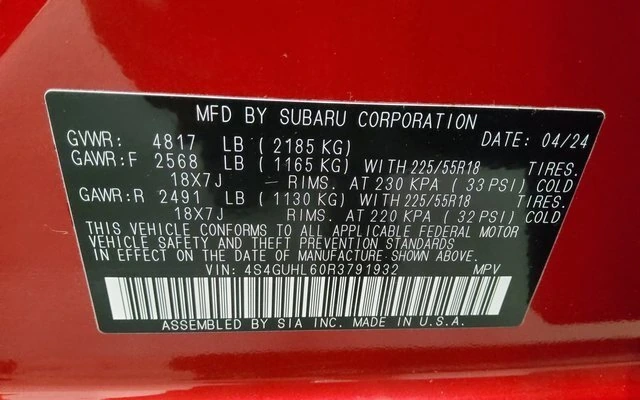 MFD BY SUBARU CORPORATION
GVWR: 4817 LB (2185 KG) DATE: 04/24
GAWR:F 2568 LB (1165 KG) WITH 225/55R18 TIRES.
18X7J RIMS. AT 230 KPA (33 PSI) COLD
GAWR:R 2491 LB (1130 KG) WITH 225/55R18 TIRES.
18X7J RIMS. AT 220 KPA (32 PSI) COLD.
THIS VEHICLE CONFORMS TO ALL APPLICABLE FEDERAL MOTOR
VEHICLE SAFETY AND THEFT PREVENTION STANDARDS
IN EFFECT ON THE DATE OF MANUFACTURE SHOWN ABOVE.
VIN: 4S4GUHL60R3791932 MPV
ASSEMBLED BY SIA INC. MADE IN U.S.A.